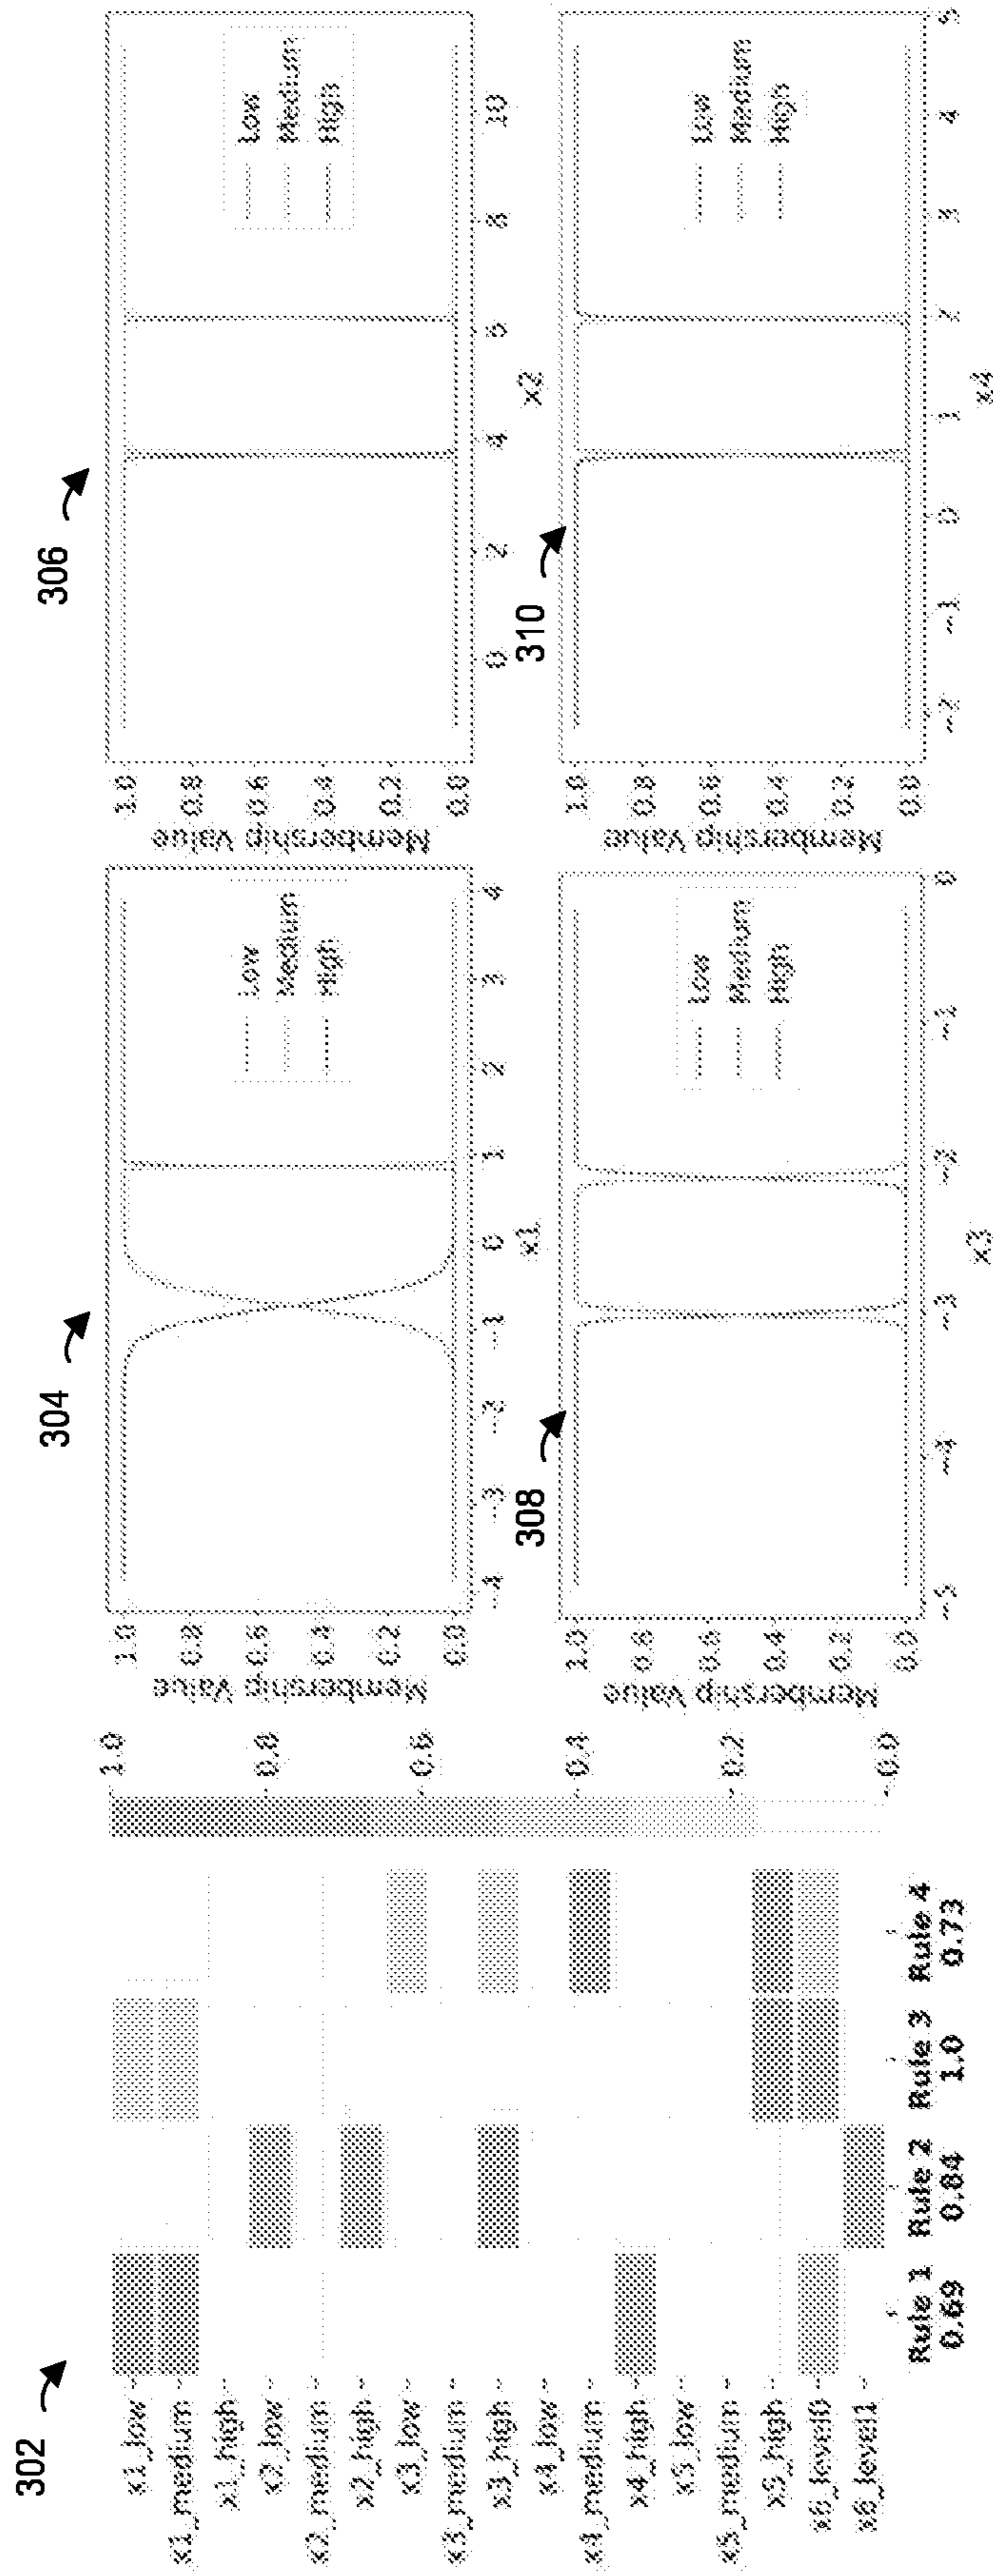 302
x1_low
x1_medium
x1_high
x2_low
x2_medium
x2_high
x3_low
x3_medium
x3_high
x4_low
x4_medium
x4_high
x5_low
x5_medium
x5_high
x6_level0
x6_level1
Rule 1 Rule 2 Rule 3 Rule 4
0.69 0.84 1.0 0.73
1.0
0.8
0.6
0.4
0.2
0.0
304
Membership Value
1.0
0.8
0.6
0.4
0.2
0.0
Low
Medium
High
-4 -3 -2 -1 0 1 2 3 4
x1
306
Membership Value
1.0
0.8
0.6
0.4
0.2
0.0
Low
Medium
High
0 2 4 6 8 10
x2
308
Membership Value
1.0
0.8
0.6
0.4
0.2
0.0
Low
Medium
High
-5 -4 -3 -2 -1 0
x3
310
Membership Value
1.0
0.8
0.6
0.4
0.2
0.0
Low
Medium
High
-2 -1 0 1 2 3 4 5
x4